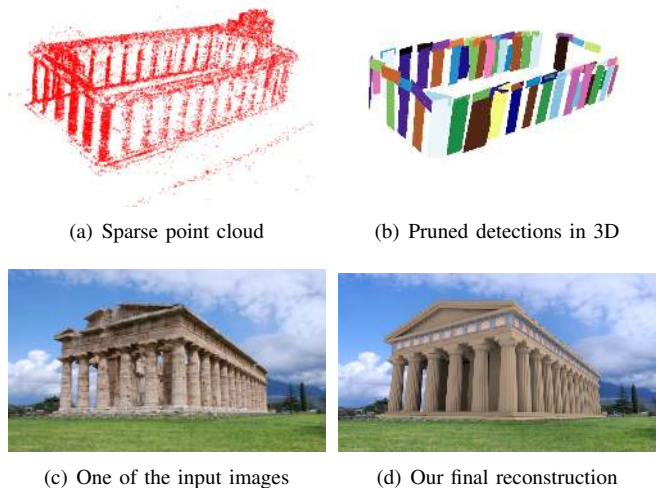 (a) Sparse point cloud
(b) Pruned detections in 3D
(c) One of the input images
(d) Our final reconstruction